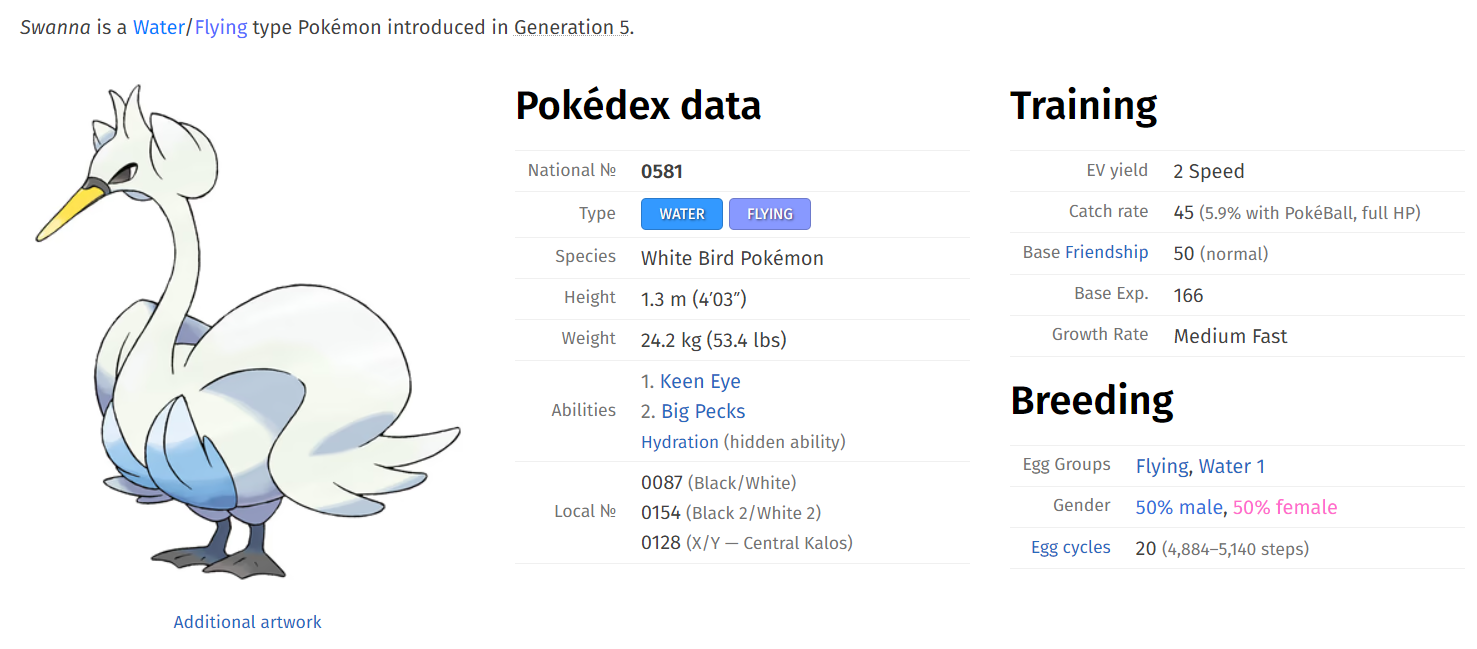 Swanna is a Water/Flying type Pokémon introduced in Generation 5.
Additional artwork
Pokédex data
National № 0581
Type WATER FLYING
Species White Bird Pokémon
Height 1.3 m (4′03″)
Weight 24.2 kg (53.4 lbs)
Abilities
1. Keen Eye
2. Big Pecks
Hydration (hidden ability)
Local №
0087 (Black/White)
0154 (Black 2/White 2)
0128 (X/Y — Central Kalos)
Training
EV yield 2 Speed
Catch rate 45 (5.9% with PokéBall, full HP)
Base Friendship 50 (normal)
Base Exp. 166
Growth Rate Medium Fast
Breeding
Egg Groups Flying, Water 1
Gender 50% male, 50% female
Egg cycles 20 (4,884–5,140 steps)